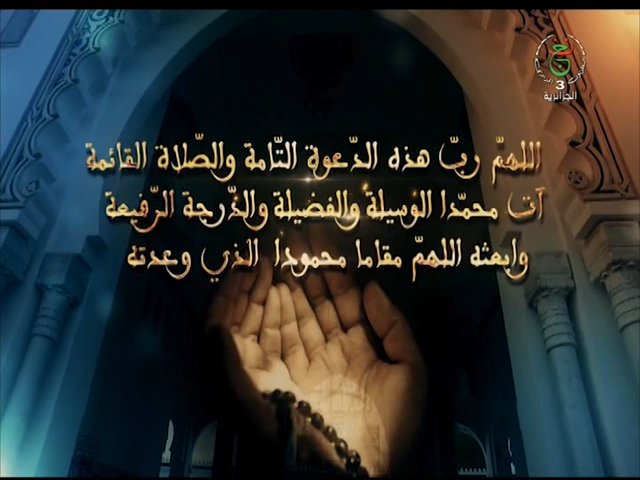 3
الجزائرية
اللهمّ ربّ هذه الدّعوة التّامة والصّلاة القائمة
آت محمّدا الوسيلة والفضيلة والدّرجة الرّفيعة
وابعثه اللهمّ مقاما محمودا الذي وعدته